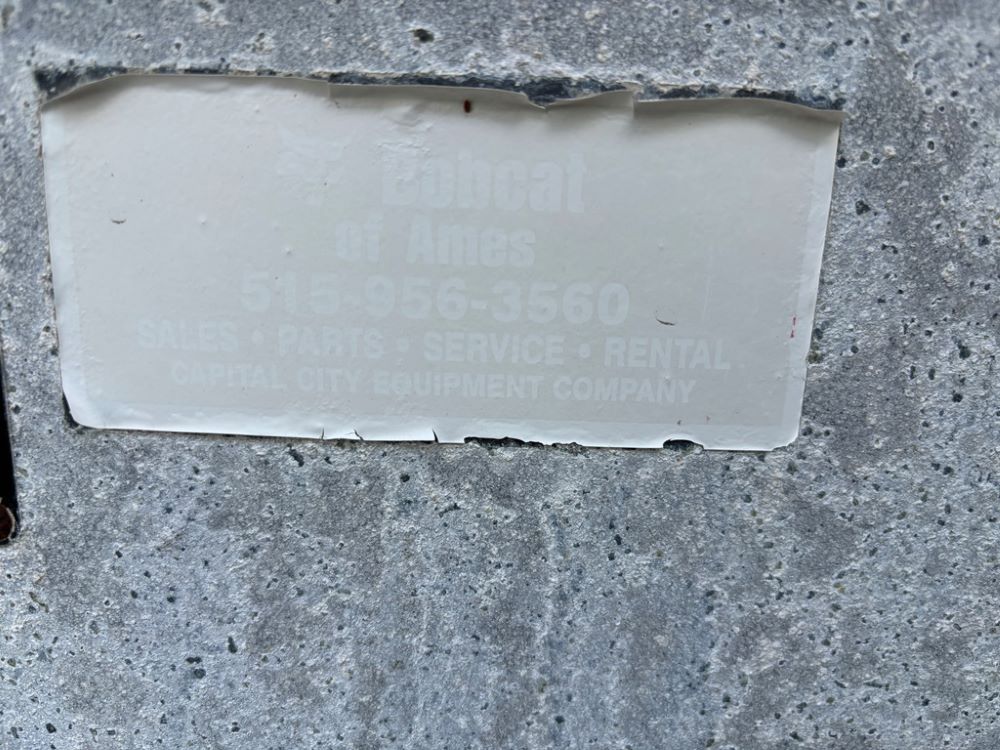 Bobcat
of Ames
515-956-3560
SALES • PARTS • SERVICE • RENTAL
CAPITAL CITY EQUIPMENT COMPANY